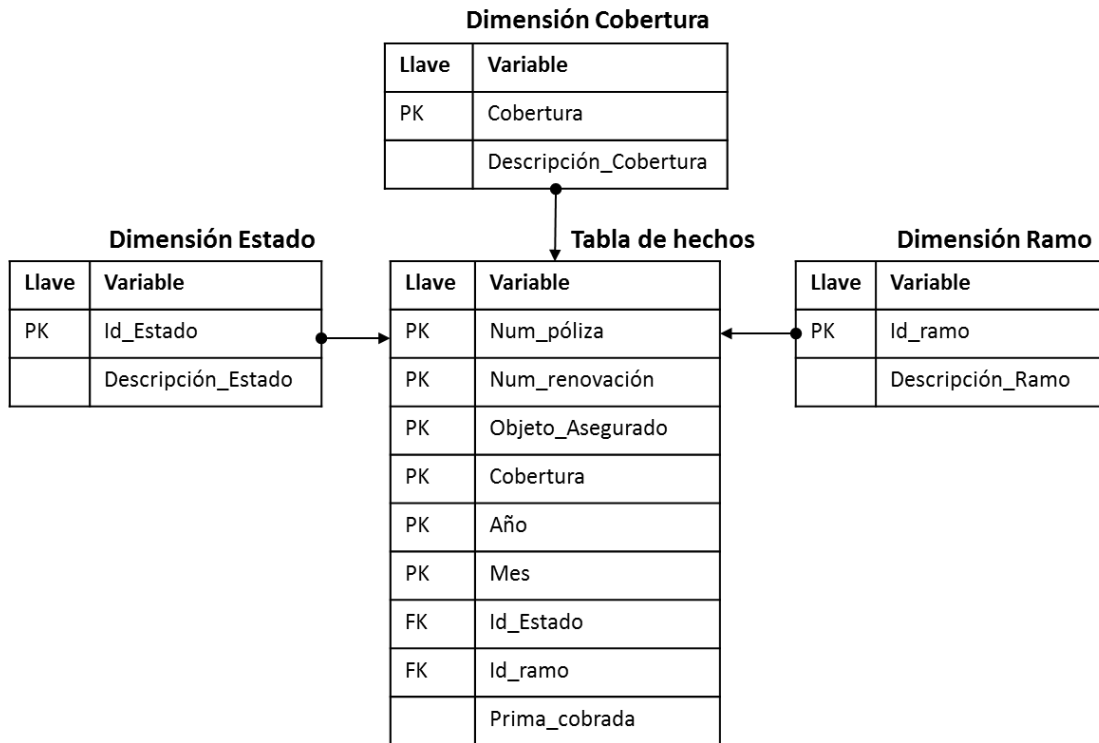 Dimensión Cobertura
Llave Variable
PK Cobertura
Descripción_Cobertura
Dimensión Estado
Llave Variable
PK Id_Estado
Descripción_Estado
Tabla de hechos
Llave Variable
PK Num_póliza
PK Num_renovación
PK Objeto_Asegurado
PK Cobertura
PK Año
PK Mes
FK Id_Estado
FK Id_ramo
Prima_cobrada
Dimensión Ramo
Llave Variable
PK Id_ramo
Descripción_Ramo